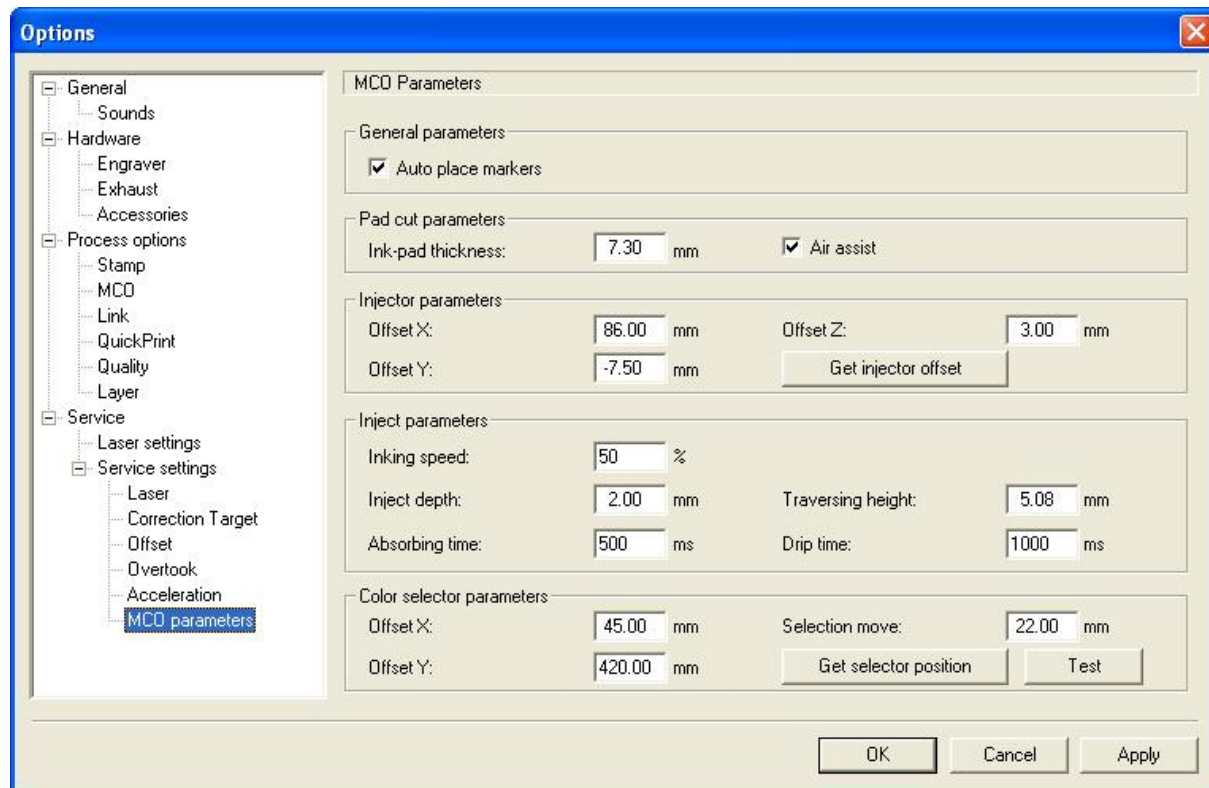 Options
General
Sounds
Hardware
Engraver
Exhaust
Accessories
Process options
Stamp
MCO
Link
QuickPrint
Quality
Layer
Service
Laser settings
Service settings
Laser
Correction Target
Offset
Overtook
Acceleration
MCO parameters
MCO Parameters
General parameters
Auto place markers
Pad cut parameters
Ink-pad thickness: 7.30 mm Air assist
Injector parameters
Offset X: 86.00 mm Offset Z: 3.00 mm
Offset Y: -7.50 mm Get injector offset
Inject parameters
Inking speed: 50 %
Inject depth: 2.00 mm Traversing height: 5.08 mm
Absorbing time: 500 ms Drip time: 1000 ms
Color selector parameters
Offset X: 45.00 mm Selection move: 22.00 mm
Offset Y: 420.00 mm Get selector position Test
OK Cancel Apply